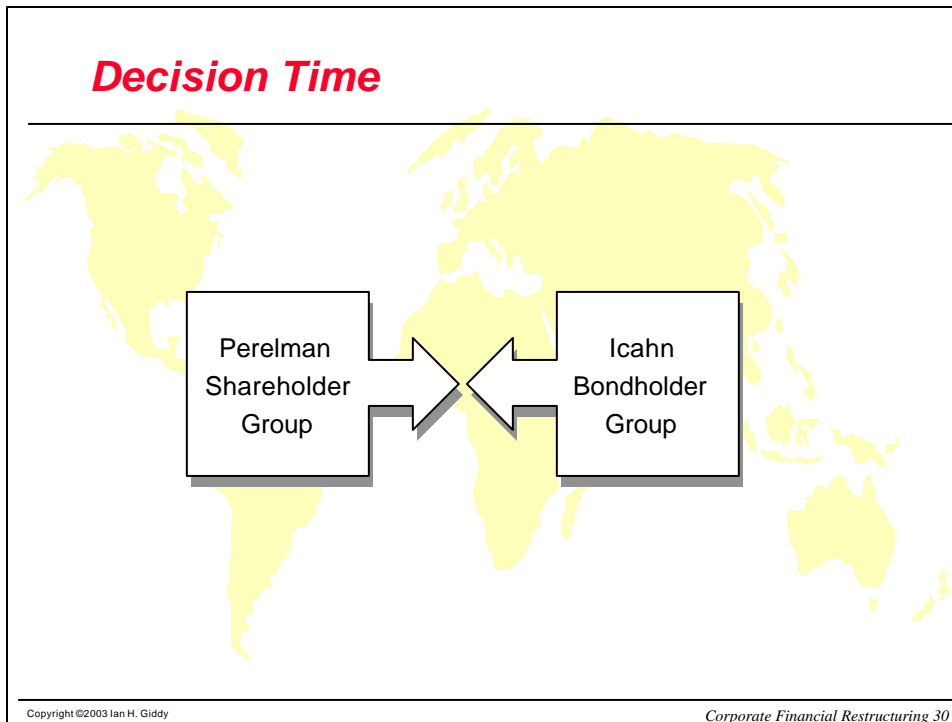 Decision Time
Perelman
Shareholder
Group
Icahn
Bondholder
Group
Copyright ©2003 Ian H. Giddy
Corporate Financial Restructuring 30